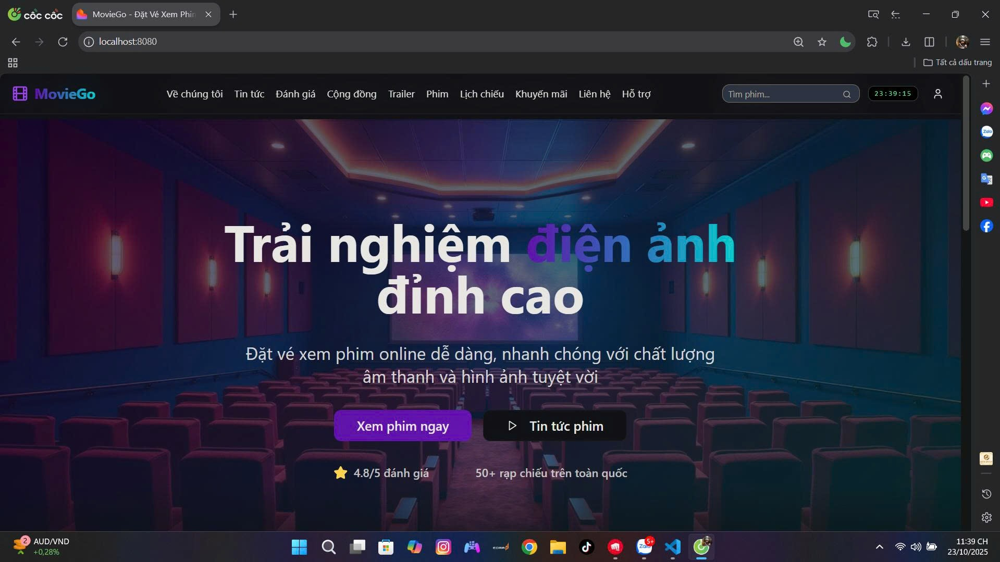 cốc cốc
MovieGo - Đặt Vé Xem Phim
localhost:8080
Tất cả dấu trang
MovieGo
Về chúng tôi
Tin tức
Đánh giá
Cộng đồng
Trailer
Phim
Lịch chiếu
Khuyến mãi
Liên hệ
Hỗ trợ
Tìm phim...
23:39:15
Zalo
Trải nghiệm điện ảnh
đỉnh cao
Đặt vé xem phim online dễ dàng, nhanh chóng với chất lượng
âm thanh và hình ảnh tuyệt vời
Xem phim ngay
Tin tức phim
4.8/5 đánh giá
50+ rạp chiếu trên toàn quốc
2
AUD/VND
+0,28%
Zalo
5+
11:39 CH
23/10/2025